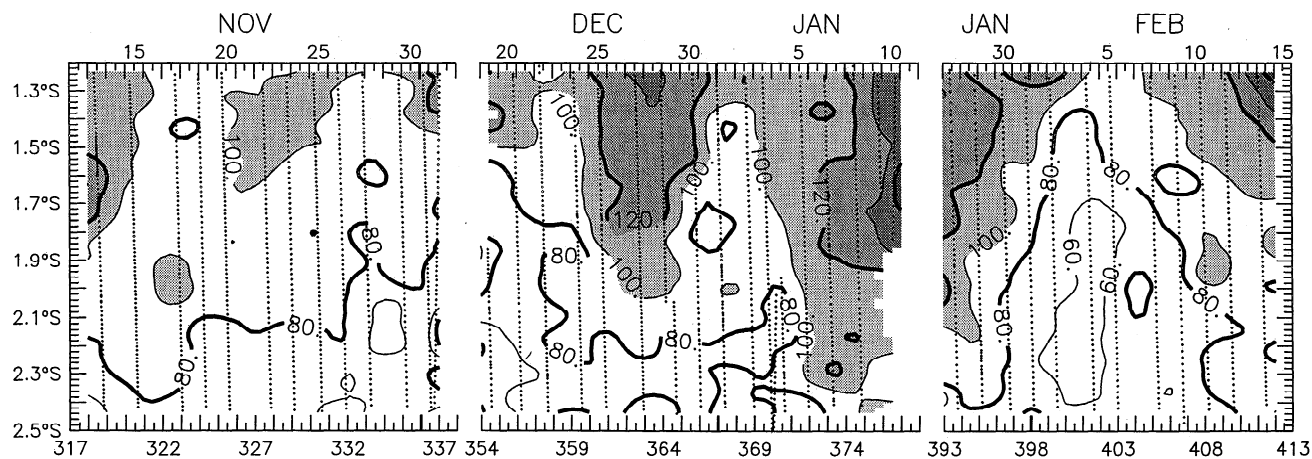 NOV DEC JAN JAN FEB
15 20 25 30 20 25 30 5 10 30 5 10 15
1.3°S
100.
1.5°S
100 100. 100.
80. 80.
1.7°S
120. 120.
80. 100. 60
1.9°S
80. 100. 60.
2.1°S
80. 80. 80. 80.
80. 80. 100
2.3°S
80.
2.5°S
317 322 327 332 337 354 359 364 369 374 393 398 403 408 413